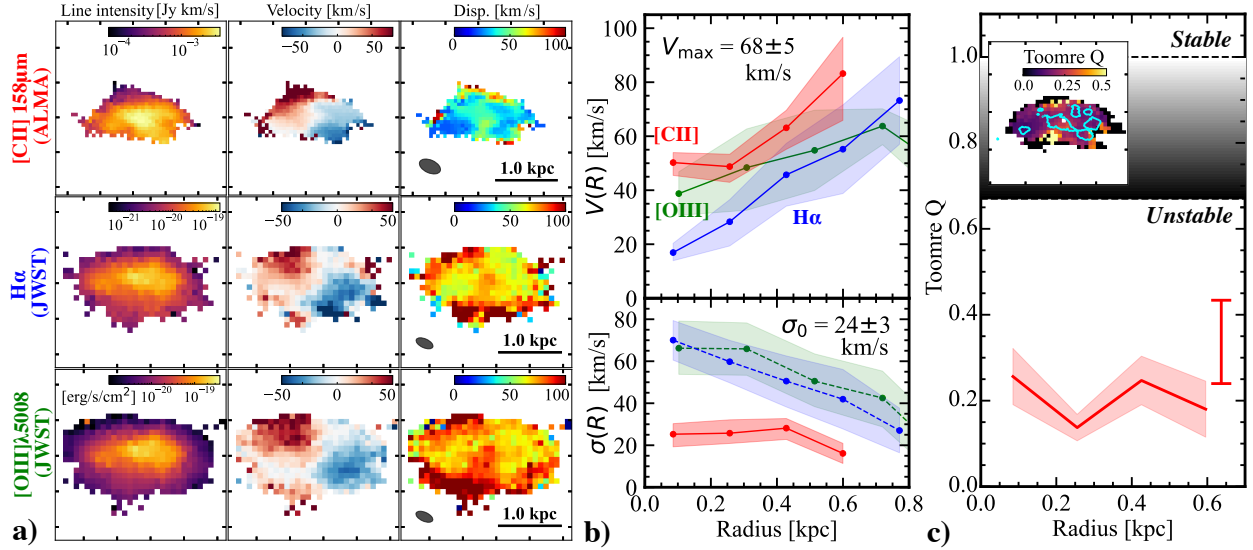 Line intensity [Jy km/s]
Velocity [km/s]
Disp. [km/s]
10⁻⁴ 10⁻³
−50 0 50
0 50 100
[CII] 158μm
(ALMA)
1.0 kpc
10⁻²¹ 10⁻²⁰ 10⁻¹⁹
−50 0 50
0 50 100
Hα
(JWST)
1.0 kpc
[erg/s/cm²] 10⁻²⁰ 10⁻¹⁹
−50 0 50
0 50 100
[OIII]λ5008
(JWST)
1.0 kpc
a)
V(R) [km/s]
100
80
60
40
20
0
V_max = 68±5
km/s
[CII]
[OIII]
Hα
σ(R) [km/s]
80
60
40
20
0
σ₀ = 24±3
km/s
0.0 0.2 0.4 0.6 0.8
Radius [kpc]
b)
Toomre Q
1.0
0.8
0.6
0.4
0.2
0.0
Stable
Toomre Q
0.0 0.25 0.5
Unstable
0.0 0.2 0.4 0.6
Radius [kpc]
c)